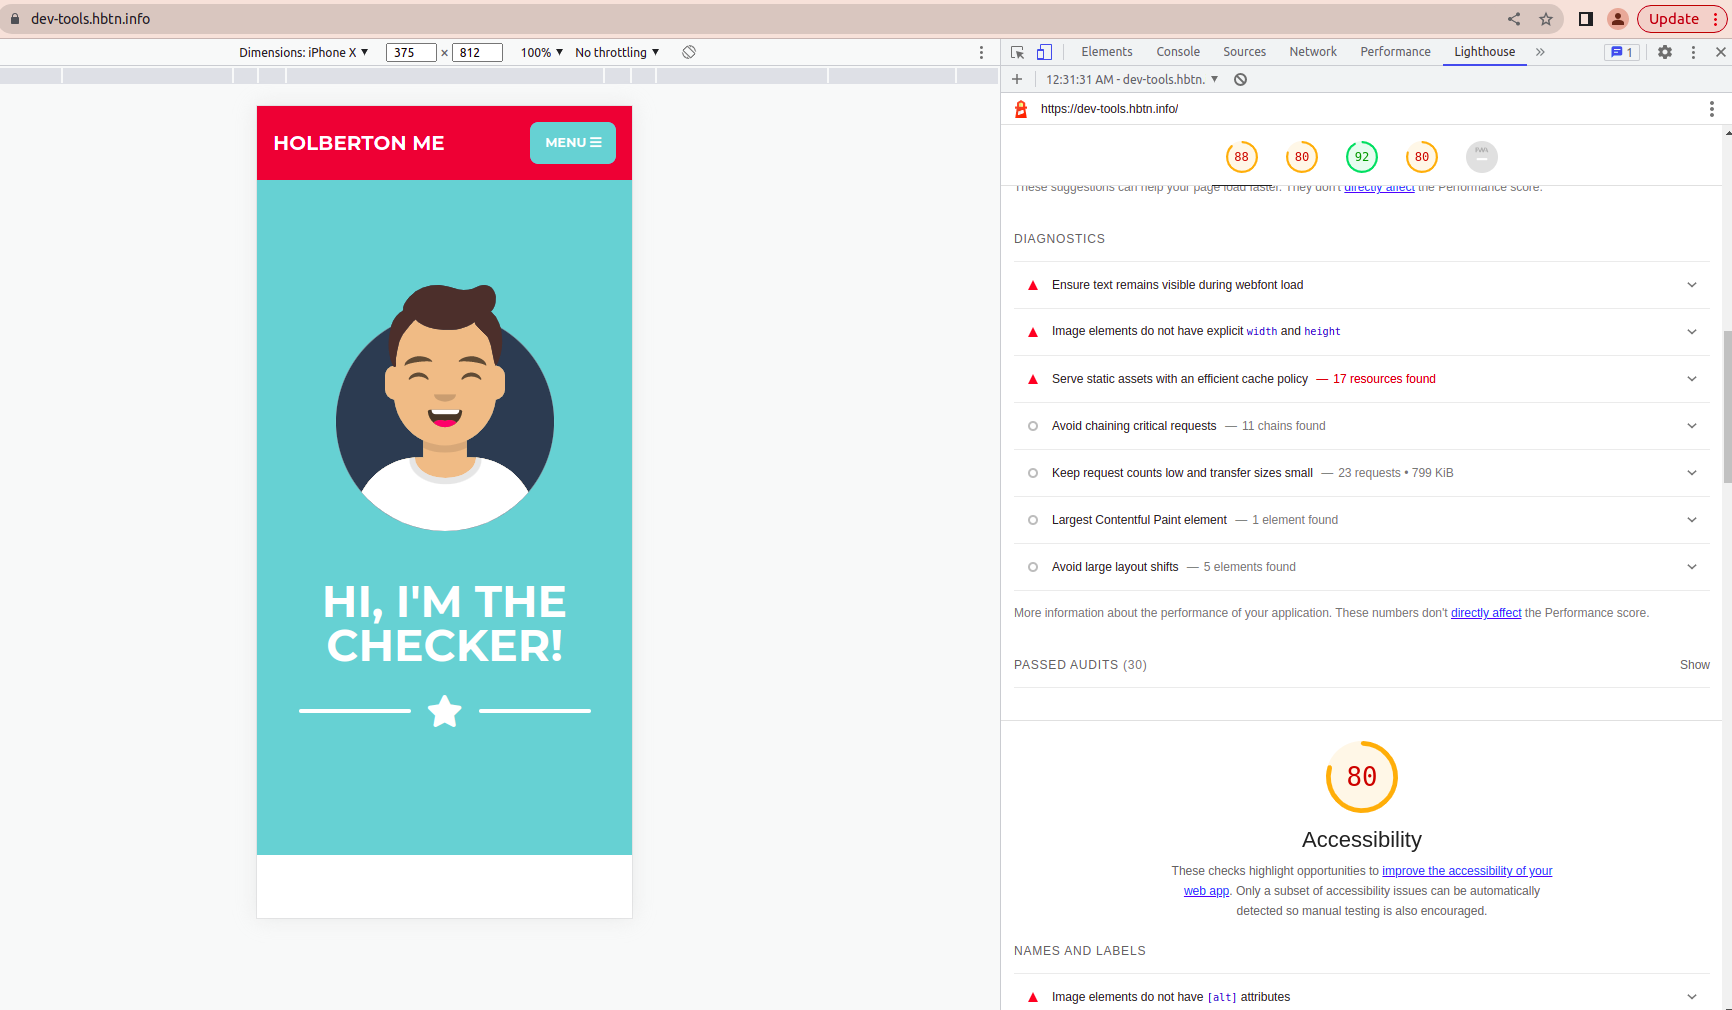 dev-tools.hbtn.info
Update
Dimensions: iPhone X
375 × 812
100%
No throttling
HOLBERTON ME
MENU
HI, I'M THE
CHECKER!
Elements
Console
Sources
Network
Performance
Lighthouse
1
12:31:31 AM - dev-tools.hbtn.
https://dev-tools.hbtn.info/
88
80
92
80
PWA
These suggestions can help your page load faster. They don't directly affect the Performance score.
DIAGNOSTICS
Ensure text remains visible during webfont load
Image elements do not have explicit width and height
Serve static assets with an efficient cache policy — 17 resources found
Avoid chaining critical requests — 11 chains found
Keep request counts low and transfer sizes small — 23 requests • 799 KiB
Largest Contentful Paint element — 1 element found
Avoid large layout shifts — 5 elements found
More information about the performance of your application. These numbers don't directly affect the Performance score.
PASSED AUDITS (30)
Show
80
Accessibility
These checks highlight opportunities to improve the accessibility of your
web app. Only a subset of accessibility issues can be automatically
detected so manual testing is also encouraged.
NAMES AND LABELS
Image elements do not have [alt] attributes